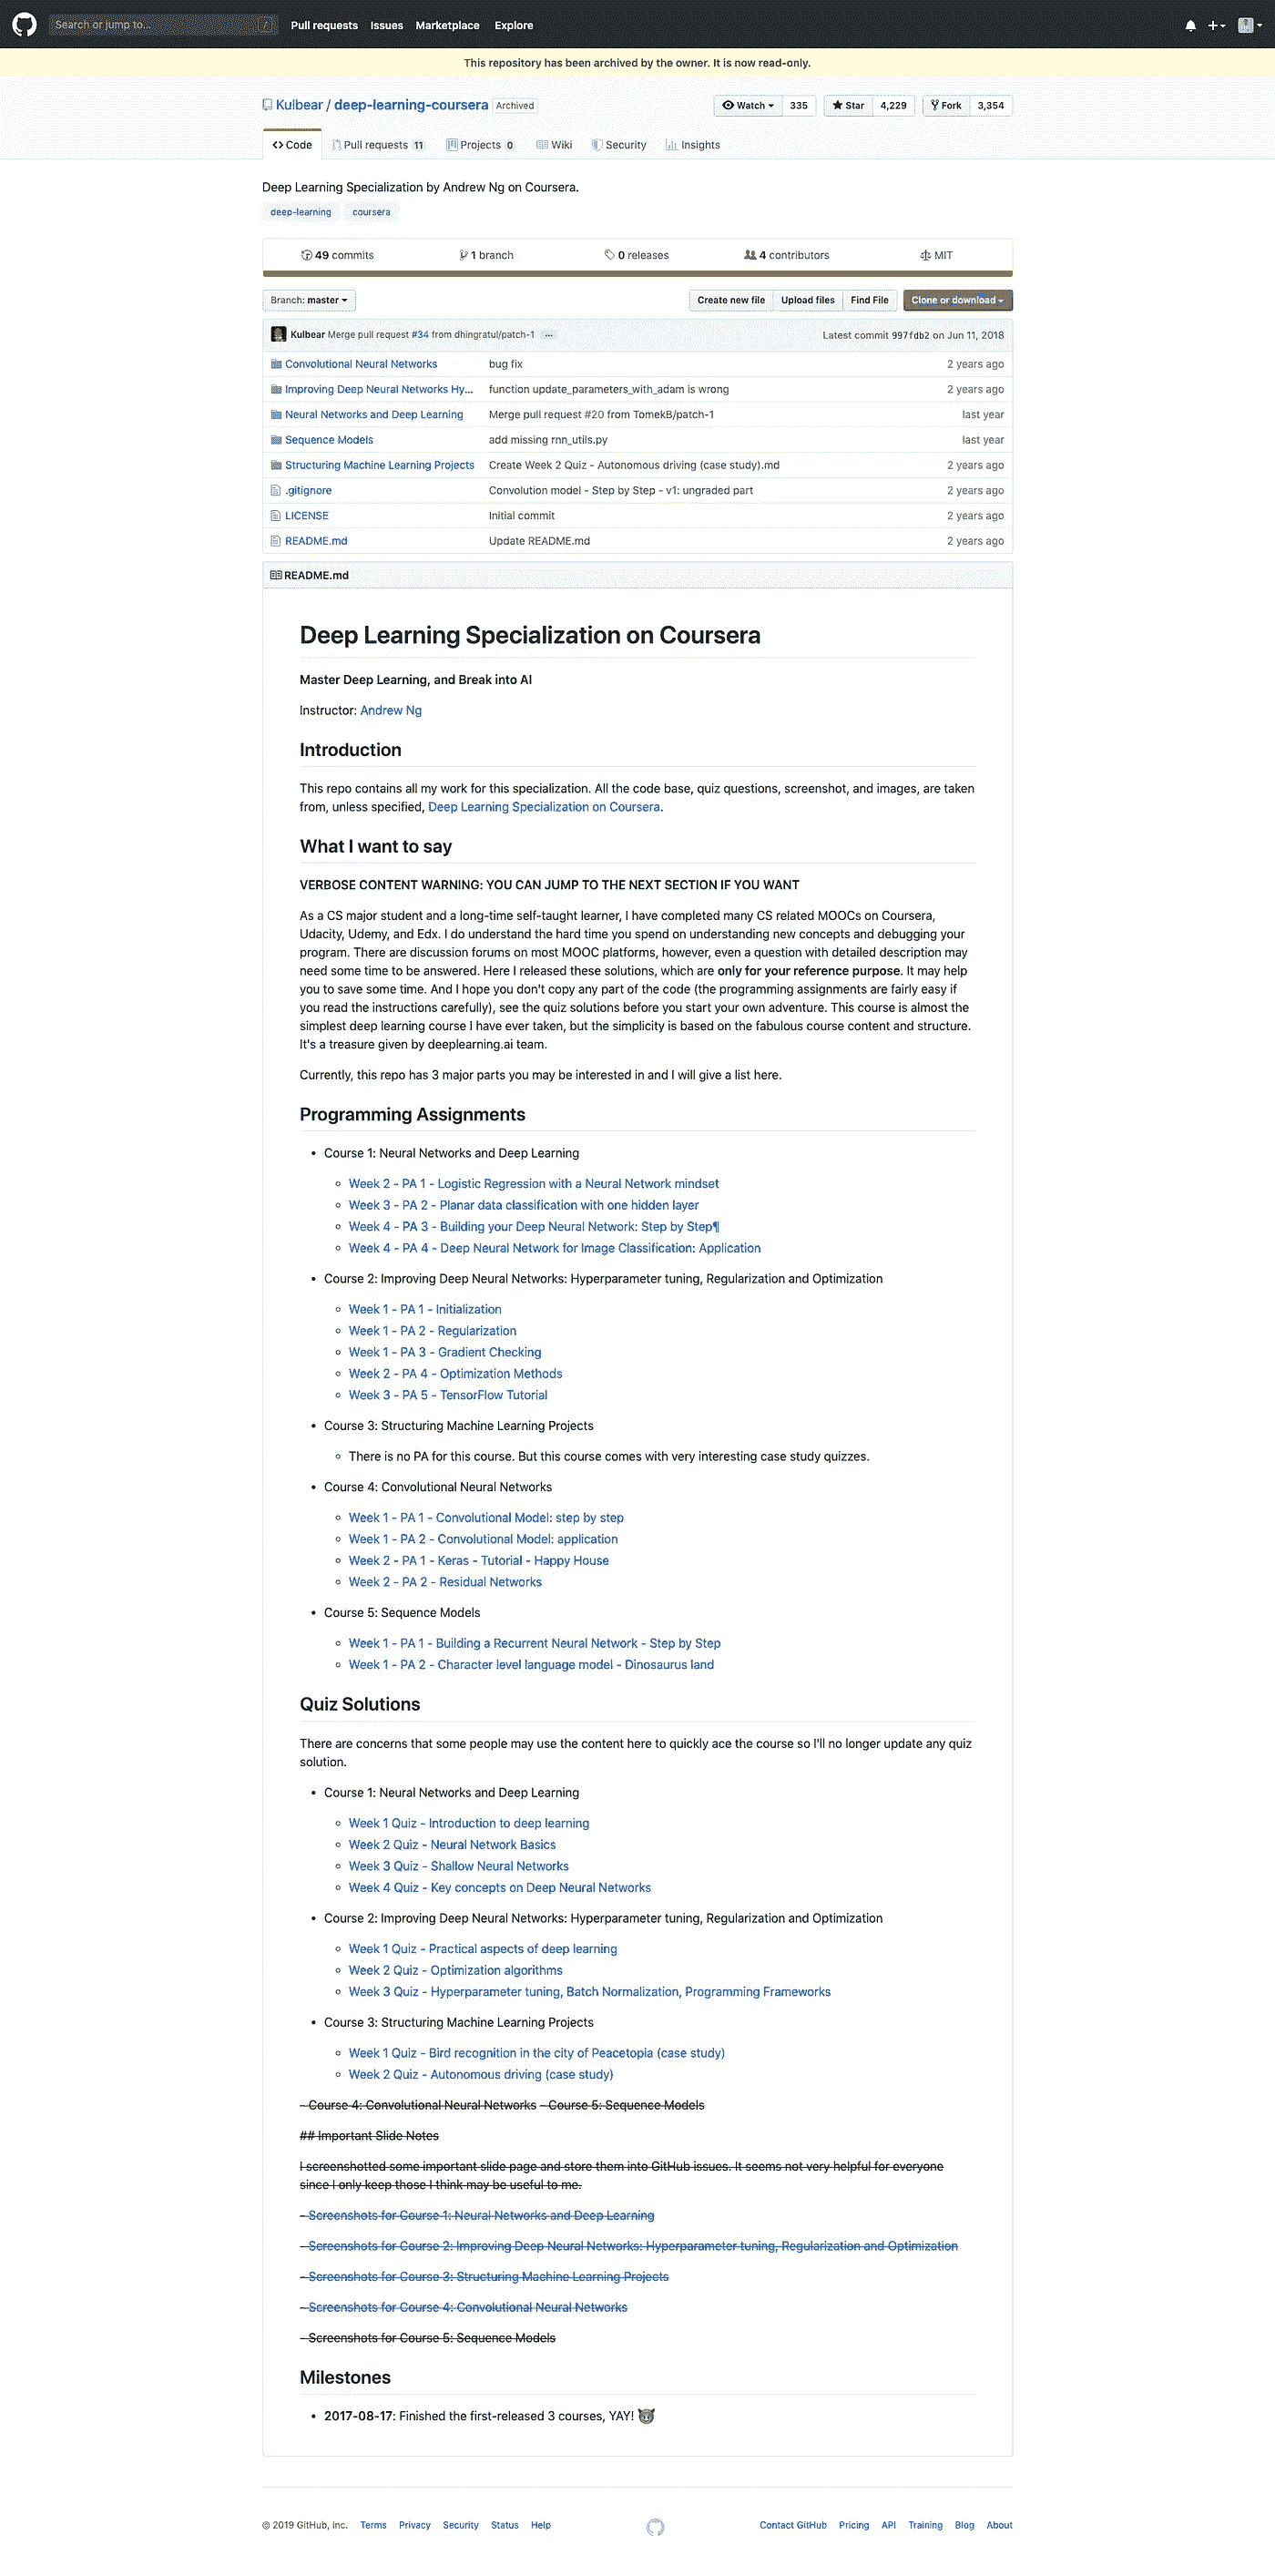 Search or jump to... /
Pull requests Issues Marketplace Explore
This repository has been archived by the owner. It is now read-only.
Kulbear / deep-learning-coursera Archived
Watch 335 Star 4,229 Fork 3,354
Code Pull requests 11 Projects 0 Wiki Security Insights
Deep Learning Specialization by Andrew Ng on Coursera.
deep-learning coursera
49 commits 1 branch 0 releases 4 contributors MIT
Branch: master Create new file Upload files Find File Clone or download
Kulbear Merge pull request #34 from dhingratul/patch-1 ... Latest commit 997fdb2 on Jun 11, 2018
Convolutional Neural Networks bug fix 2 years ago
Improving Deep Neural Networks Hy... function update_parameters_with_adam is wrong 2 years ago
Neural Networks and Deep Learning Merge pull request #20 from TomekB/patch-1 last year
Sequence Models add missing rnn_utils.py last year
Structuring Machine Learning Projects Create Week 2 Quiz - Autonomous driving (case study).md 2 years ago
.gitignore Convolution model - Step by Step - v1: ungraded part 2 years ago
LICENSE Initial commit 2 years ago
README.md Update README.md 2 years ago
README.md
Deep Learning Specialization on Coursera
Master Deep Learning, and Break into AI
Instructor: Andrew Ng
Introduction
This repo contains all my work for this specialization. All the code base, quiz questions, screenshot, and images, are taken
from, unless specified, Deep Learning Specialization on Coursera.
What I want to say
VERBOSE CONTENT WARNING: YOU CAN JUMP TO THE NEXT SECTION IF YOU WANT
As a CS major student and a long-time self-taught learner, I have completed many CS related MOOCs on Coursera,
Udacity, Udemy, and Edx. I do understand the hard time you spend on understanding new concepts and debugging your
program. There are discussion forums on most MOOC platforms, however, even a question with detailed description may
need some time to be answered. Here I released these solutions, which are only for your reference purpose. It may help
you to save some time. And I hope you don't copy any part of the code (the programming assignments are fairly easy if
you read the instructions carefully), see the quiz solutions before you start your own adventure. This course is almost the
simplest deep learning course I have ever taken, but the simplicity is based on the fabulous course content and structure.
It's a treasure given by deeplearning.ai team.
Currently, this repo has 3 major parts you may be interested in and I will give a list here.
Programming Assignments
• Course 1: Neural Networks and Deep Learning
◦ Week 2 - PA 1 - Logistic Regression with a Neural Network mindset
◦ Week 3 - PA 2 - Planar data classification with one hidden layer
◦ Week 4 - PA 3 - Building your Deep Neural Network: Step by Step¶
◦ Week 4 - PA 4 - Deep Neural Network for Image Classification: Application
• Course 2: Improving Deep Neural Networks: Hyperparameter tuning, Regularization and Optimization
◦ Week 1 - PA 1 - Initialization
◦ Week 1 - PA 2 - Regularization
◦ Week 1 - PA 3 - Gradient Checking
◦ Week 2 - PA 4 - Optimization Methods
◦ Week 3 - PA 5 - TensorFlow Tutorial
• Course 3: Structuring Machine Learning Projects
◦ There is no PA for this course. But this course comes with very interesting case study quizzes.
• Course 4: Convolutional Neural Networks
◦ Week 1 - PA 1 - Convolutional Model: step by step
◦ Week 1 - PA 2 - Convolutional Model: application
◦ Week 2 - PA 1 - Keras - Tutorial - Happy House
◦ Week 2 - PA 2 - Residual Networks
• Course 5: Sequence Models
◦ Week 1 - PA 1 - Building a Recurrent Neural Network - Step by Step
◦ Week 1 - PA 2 - Character level language model - Dinosaurus land
Quiz Solutions
There are concerns that some people may use the content here to quickly ace the course so I'll no longer update any quiz
solution.
• Course 1: Neural Networks and Deep Learning
◦ Week 1 Quiz - Introduction to deep learning
◦ Week 2 Quiz - Neural Network Basics
◦ Week 3 Quiz - Shallow Neural Networks
◦ Week 4 Quiz - Key concepts on Deep Neural Networks
• Course 2: Improving Deep Neural Networks: Hyperparameter tuning, Regularization and Optimization
◦ Week 1 Quiz - Practical aspects of deep learning
◦ Week 2 Quiz - Optimization algorithms
◦ Week 3 Quiz - Hyperparameter tuning, Batch Normalization, Programming Frameworks
• Course 3: Structuring Machine Learning Projects
◦ Week 1 Quiz - Bird recognition in the city of Peacetopia (case study)
◦ Week 2 Quiz - Autonomous driving (case study)
- Course 4: Convolutional Neural Networks - Course 5: Sequence Models
## Important Slide Notes
I screenshotted some important slide page and store them into GitHub issues. It seems not very helpful for everyone
since I only keep those I think may be useful to me.
- Screenshots for Course 1: Neural Networks and Deep Learning
- Screenshots for Course 2: Improving Deep Neural Networks: Hyperparameter tuning, Regularization and Optimization
- Screenshots for Course 3: Structuring Machine Learning Projects
- Screenshots for Course 4: Convolutional Neural Networks
- Screenshots for Course 5: Sequence Models
Milestones
• 2017-08-17: Finished the first-released 3 courses, YAY! 😈
© 2019 GitHub, Inc. Terms Privacy Security Status Help Contact GitHub Pricing API Training Blog About